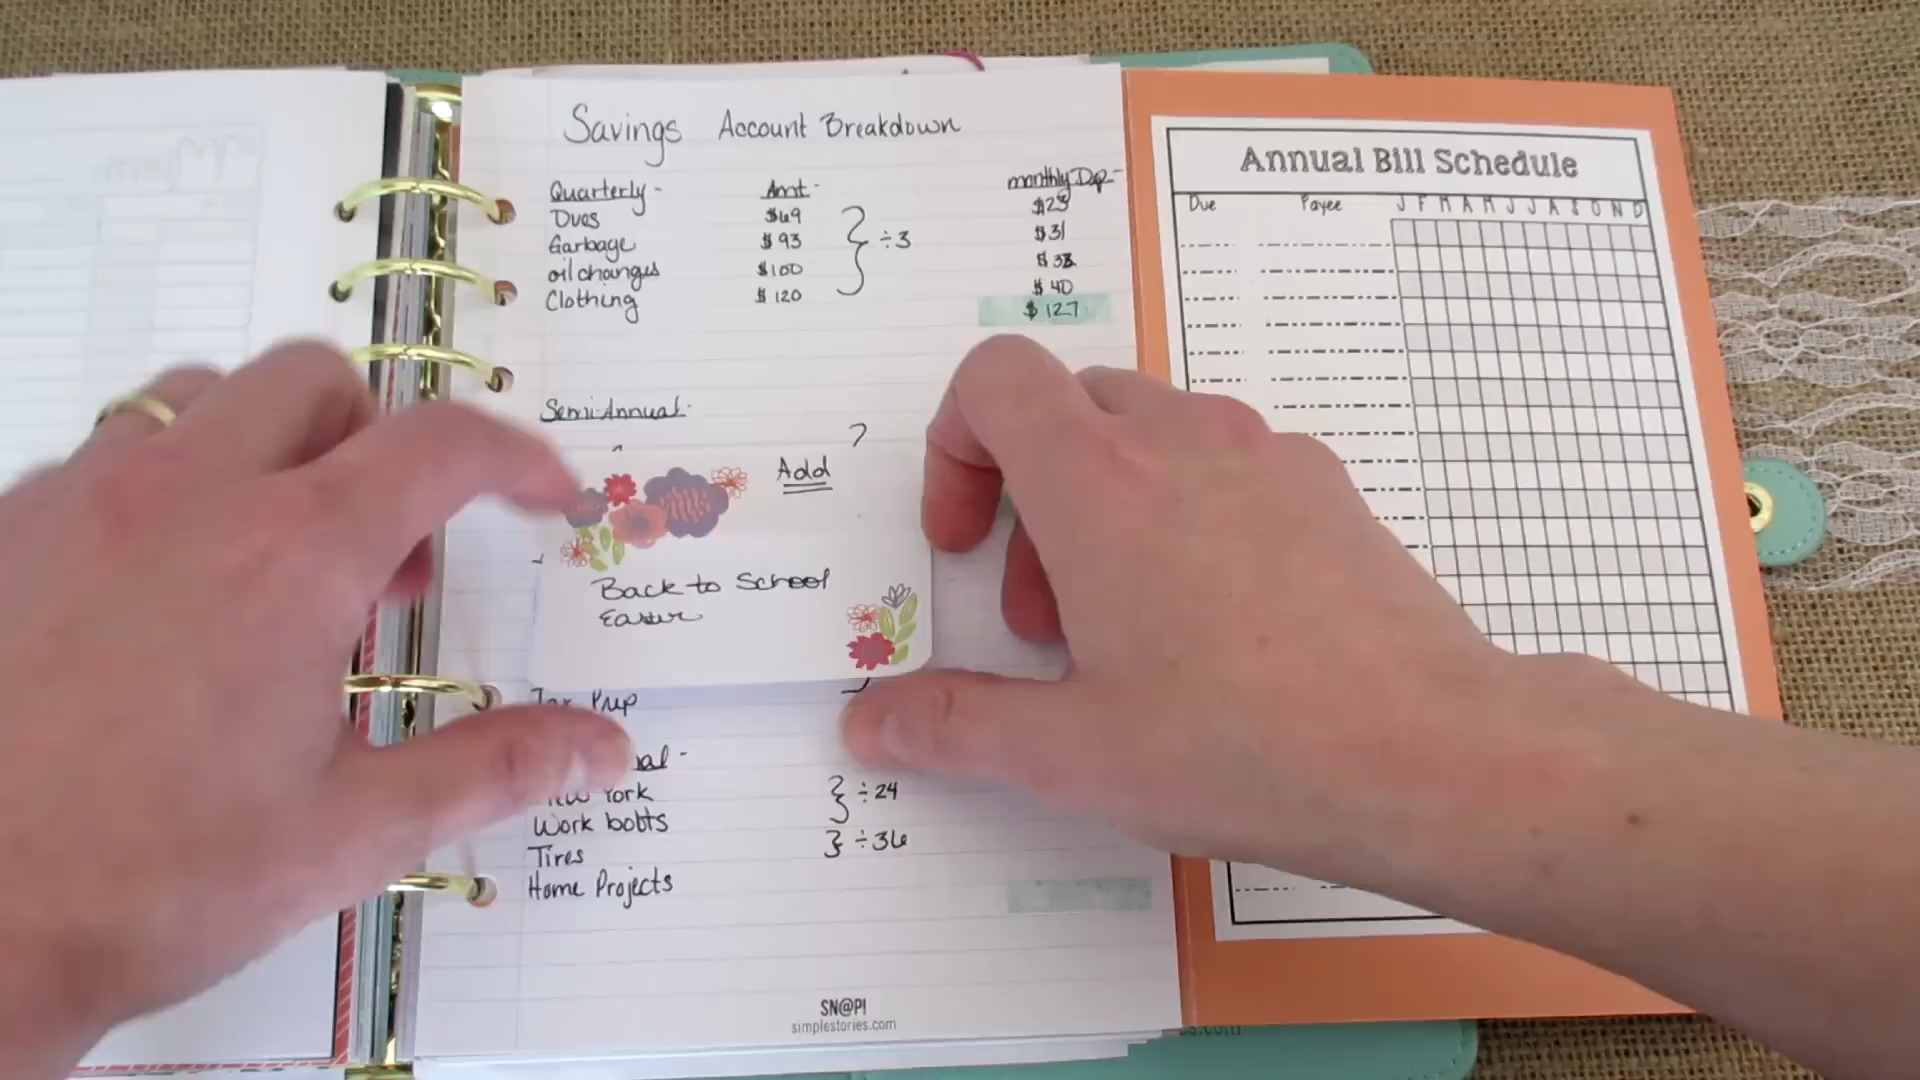 Savings Account Breakdown
Quarterly - Amt - monthly Dep-
Dues $69 $23
Garbage $93 } ÷3 $31
oil changes $100
Clothing $120 $40
$127
Semi-Annual-
Add
Back to School
Easter
Tax Prep
New York } ÷24
Work boots
Tires } ÷36
Home Projects
SN@P!
simplestories.com
Annual Bill Schedule
Due Payee J F M A M J J A S O N D